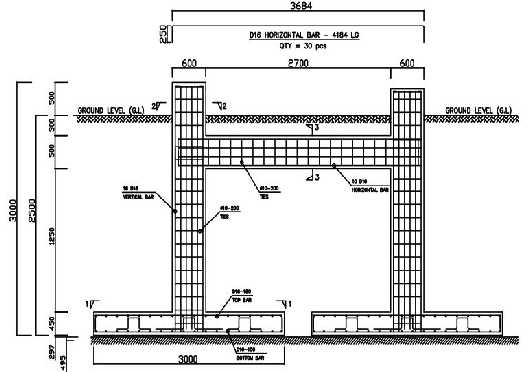 3684
250
D16 HORIZONTAL BAR - 4184 LG
QTY = 30 pcs
600
2700
600
500
GROUND LEVEL (G.L)
2
2
GROUND LEVEL (G.L)
500
3
3000
2500
3
TIES
HORIZONTAL BAR
VERTICAL BAR
TIES
1250
1
TOP BAR
1
450
297
495
BOTTOM BAR
3000